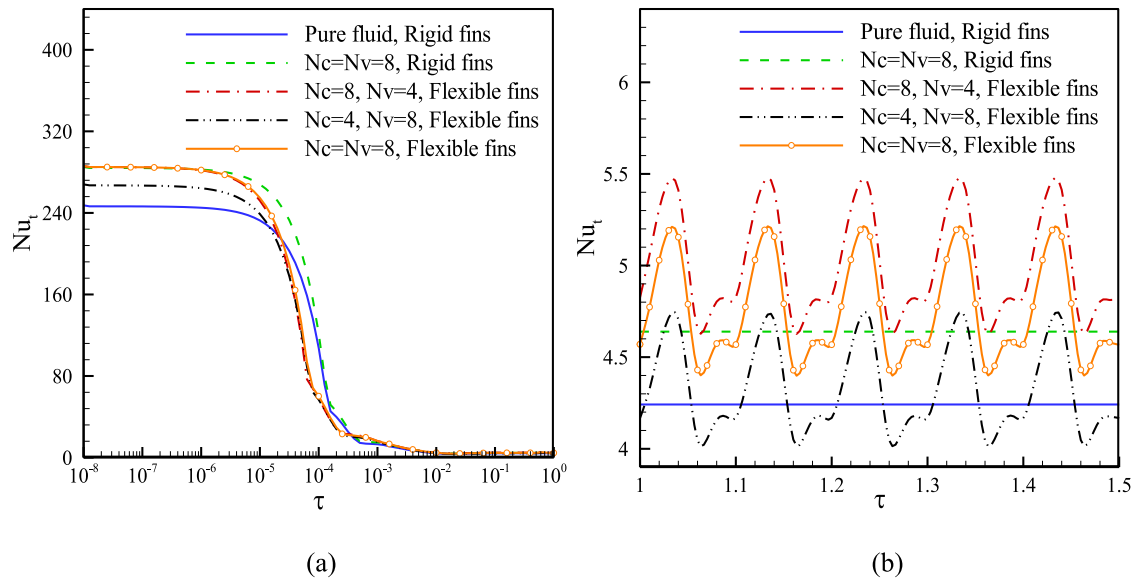 Pure fluid, Rigid fins
Nc=Nv=8, Rigid fins
Nc=8, Nv=4, Flexible fins
Nc=4, Nv=8, Flexible fins
Nc=Nv=8, Flexible fins
400
320
240
160
80
0
Nu_t
10^-8 10^-7 10^-6 10^-5 10^-4 10^-3 10^-2 10^-1 10^0
τ
(a)
Pure fluid, Rigid fins
Nc=Nv=8, Rigid fins
Nc=8, Nv=4, Flexible fins
Nc=4, Nv=8, Flexible fins
Nc=Nv=8, Flexible fins
6
5.5
5
4.5
4
Nu_t
1 1.1 1.2 1.3 1.4 1.5
τ
(b)